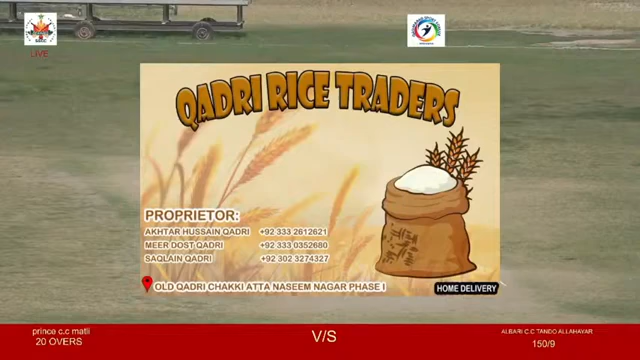 LIVE
QADRI RICE TRADERS
PROPRIETOR:
AKHTAR HUSSAIN QADRI +92 333 2612621
MEER DOST QADRI +92 333 0352680
SAQLAIN QADRI +92 302 3274327
OLD QADRI CHAKKI ATTA NASEEM NAGAR PHASE I
HOME DELIVERY
prince c.c matli
20 OVERS
V/S
ALBARI C.C TANDO ALLAHAYAR
150/9